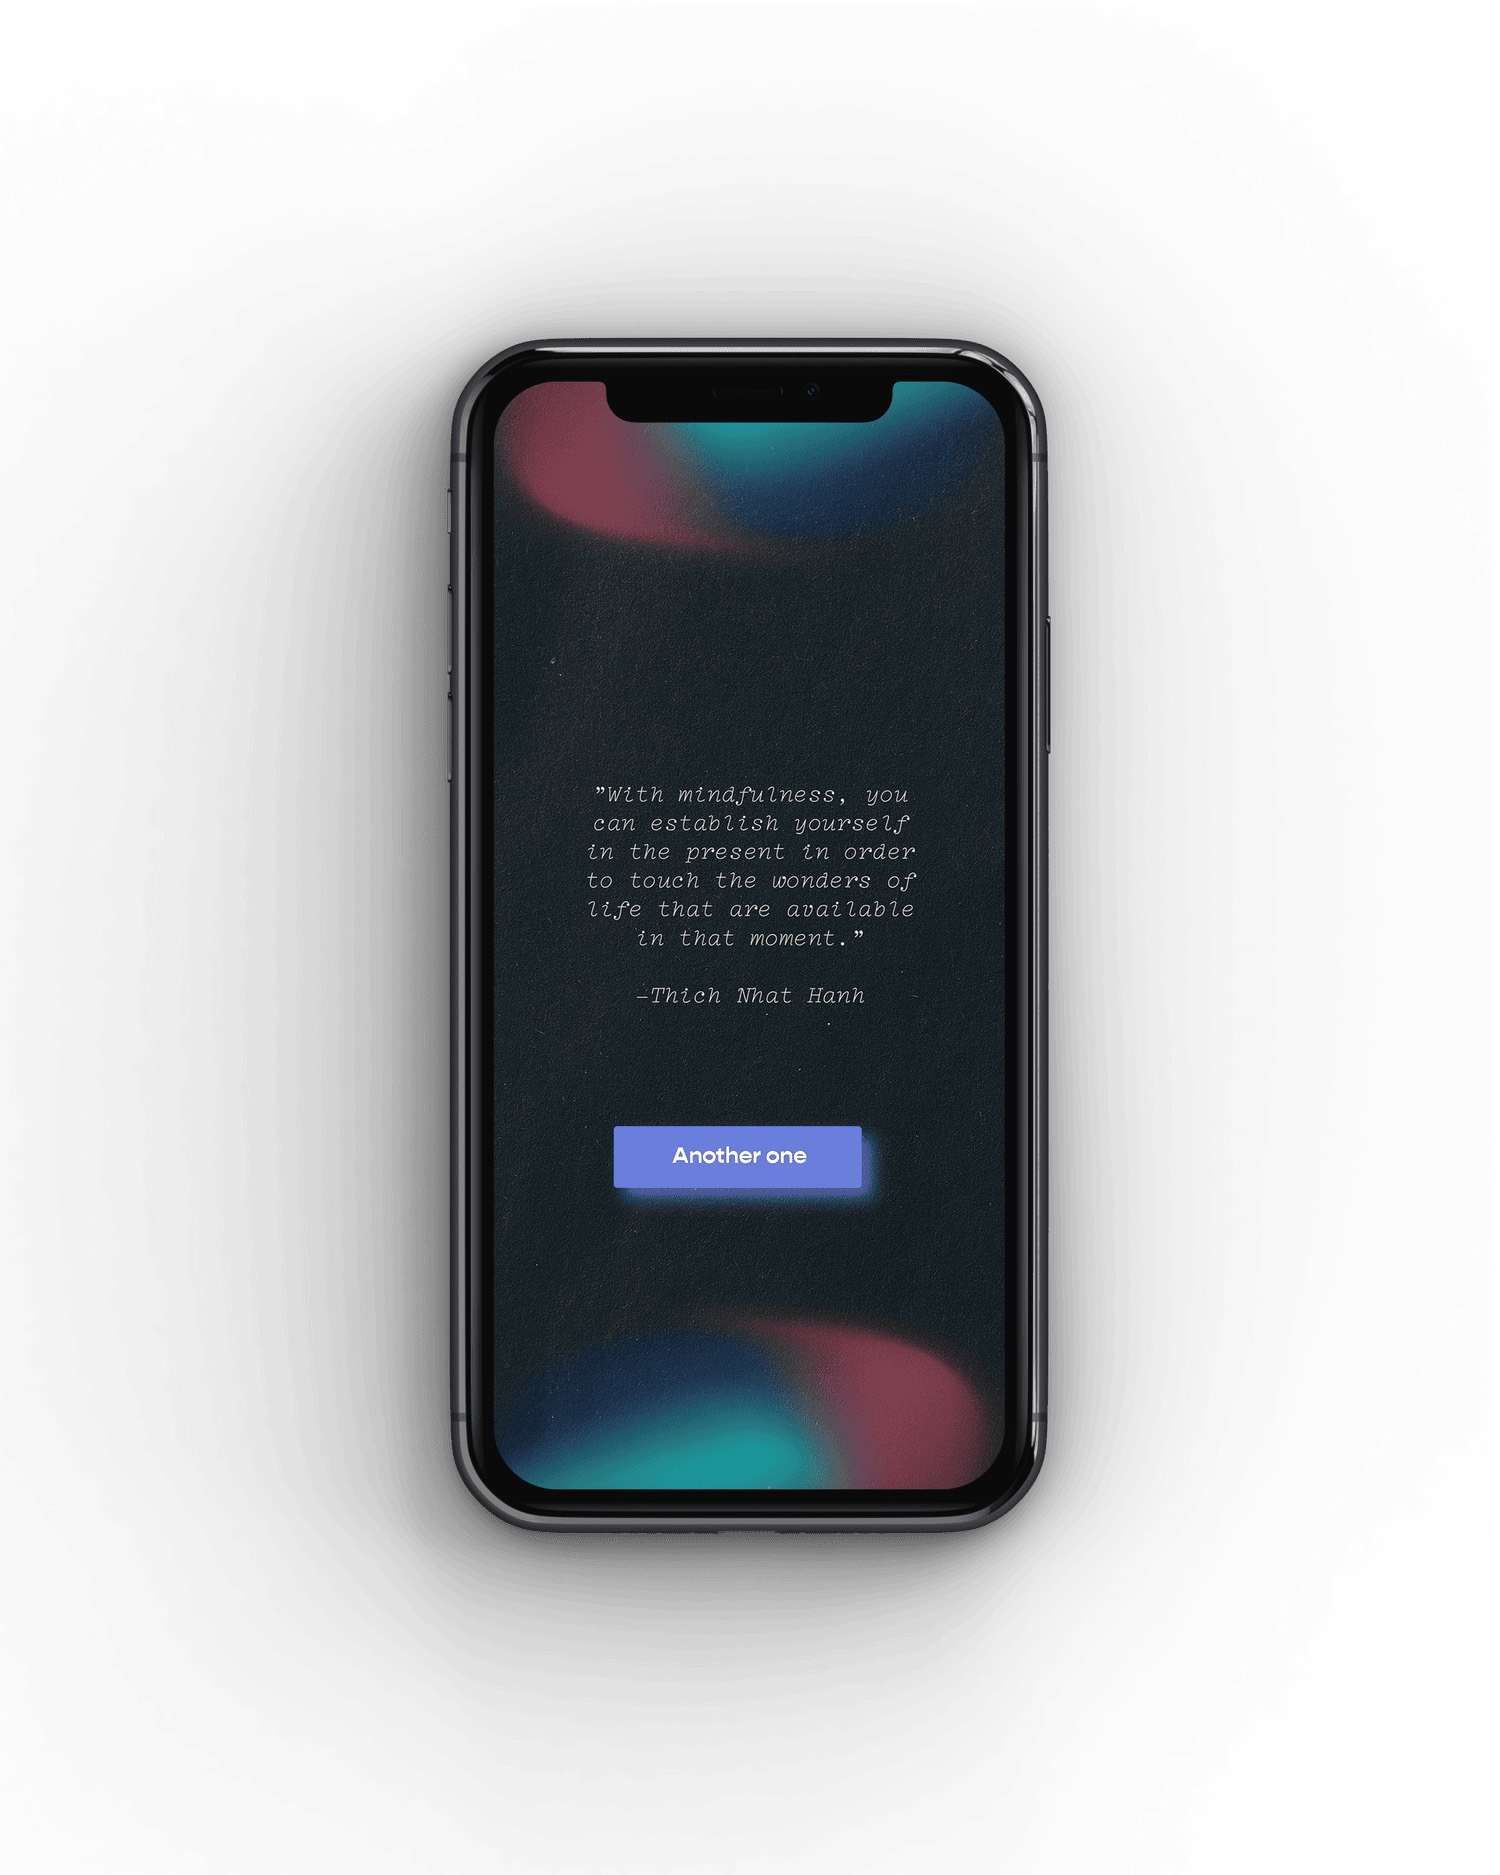 ”With mindfulness, you
can establish yourself
in the present in order
to touch the wonders of
life that are available
in that moment.”
–Thich Nhat Hanh
Another one